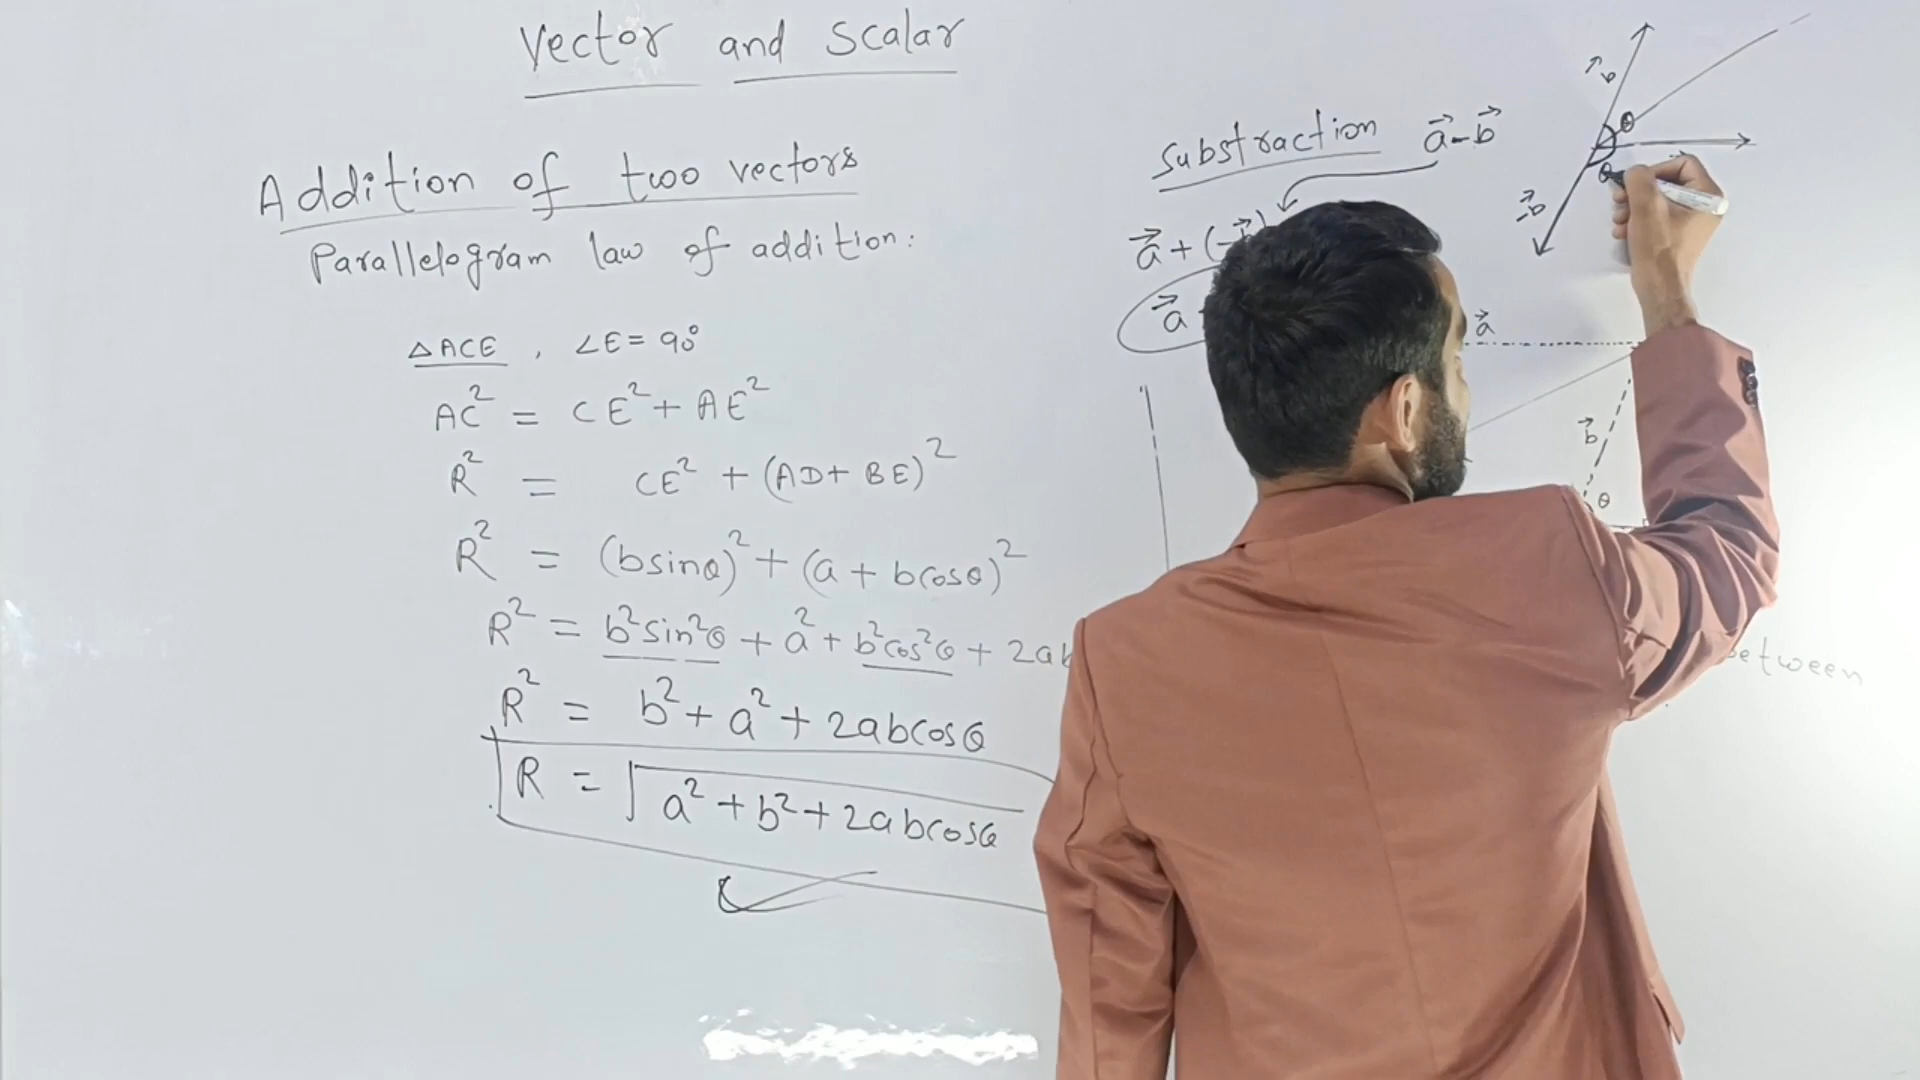 Vector and Scalar
Addition of two vectors
Parallelogram law of addition:
△ACE , ∠E = 90°
AC² = CE² + AE²
R² = CE² + (AD + BE)²
R² = (bsinθ)² + (a + bcosθ)²
R² = b²sin²θ + a² + b²cos²θ + 2ab
R² = b² + a² + 2abcosθ
R = √a² + b² + 2abcosθ
Substraction a⃗ - b⃗
a⃗ + (-b⃗)
a⃗
b⃗
θ
θ
-b⃗
a⃗
b⃗
θ
between